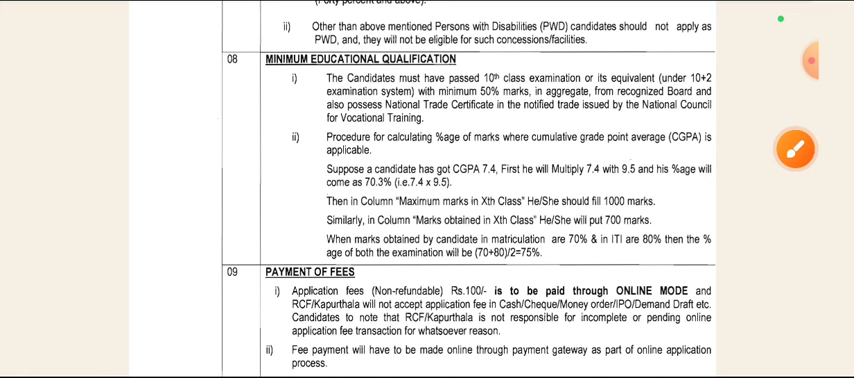 (Forty percent and above).
ii) Other than above mentioned Persons with Disabilities (PWD) candidates should not apply as
PWD, and, they will not be eligible for such concessions/facilities.
08 MINIMUM EDUCATIONAL QUALIFICATION
i) The Candidates must have passed 10th class examination or its equivalent (under 10+2
examination system) with minimum 50% marks, in aggregate, from recognized Board and
also possess National Trade Certificate in the notified trade issued by the National Council
for Vocational Training.
ii) Procedure for calculating %age of marks where cumulative grade point average (CGPA) is
applicable.
Suppose a candidate has got CGPA 7.4, First he will Multiply 7.4 with 9.5 and his %age will
come as 70.3% (i.e.7.4 x 9.5).
Then in Column "Maximum marks in Xth Class" He/She should fill 1000 marks.
Similarly, in Column "Marks obtained in Xth Class" He/She will put 700 marks.
When marks obtained by candidate in matriculation are 70% & in ITI are 80% then the %
age of both the examination will be (70+80)/2=75%.
09 PAYMENT OF FEES
i) Application fees (Non-refundable) Rs.100/- is to be paid through ONLINE MODE and
RCF/Kapurthala will not accept application fee in Cash/Cheque/Money order/IPO/Demand Draft etc.
Candidates to note that RCF/Kapurthala is not responsible for incomplete or pending online
application fee transaction for whatsoever reason.
ii) Fee payment will have to be made online through payment gateway as part of online application
process.